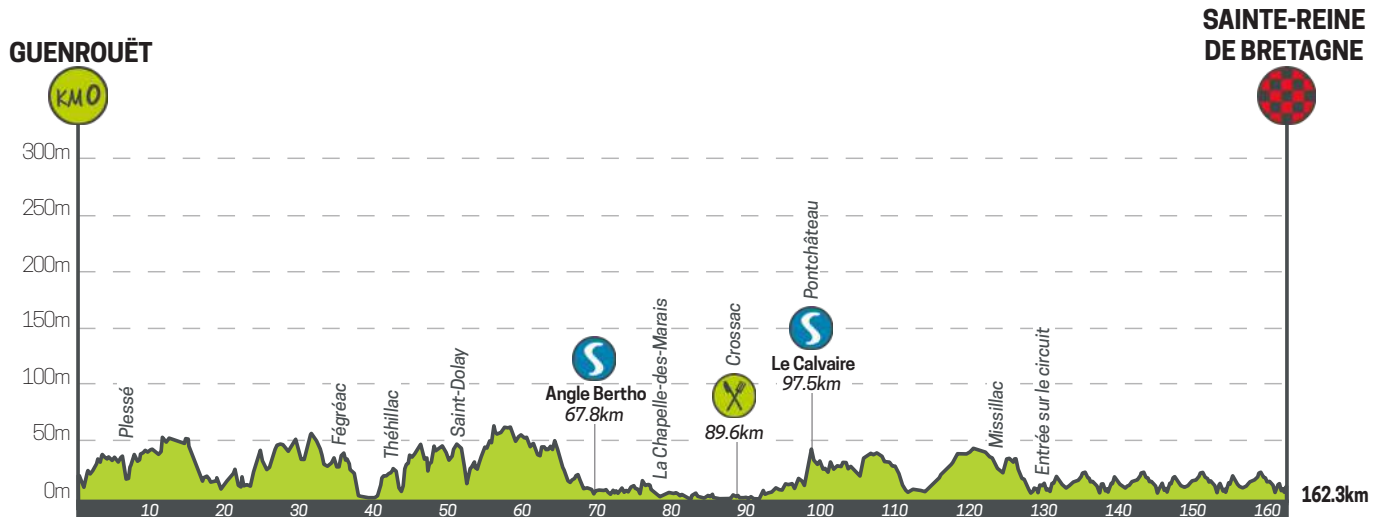 GUENROUËT
SAINTE-REINE
DE BRETAGNE
KM 0
300m
250m
200m
150m
100m
50m
0m
Plessé
Fégréac
Théhillac
Saint-Dolay
S
Angle Bertho
67.8km
La Chapelle-des-Marais
Crossac
89.6km
Pontchâteau
S
Le Calvaire
97.5km
Missillac
Entrée sur le circuit
10
20
30
40
50
60
70
80
90
100
110
120
130
140
150
160
162.3km